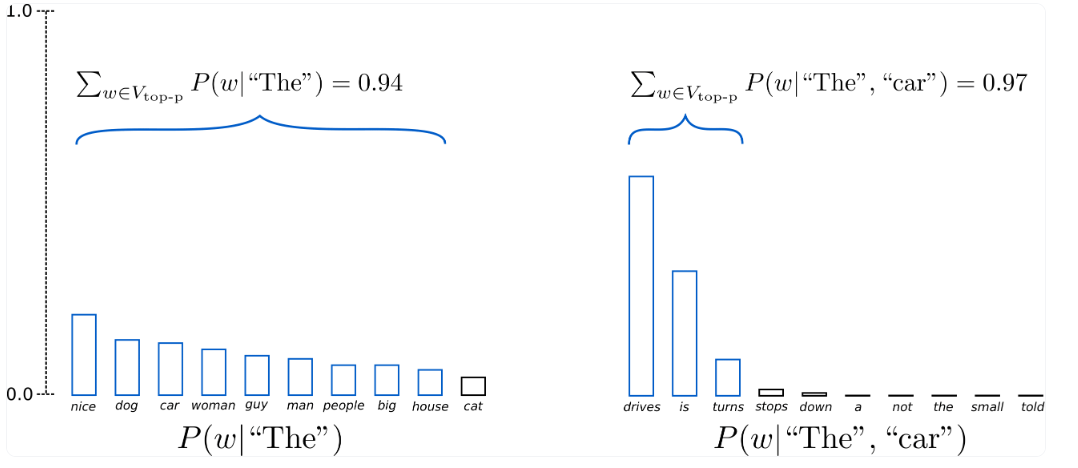 1.0
∑w∈Vtop-p P(w|“The”) = 0.94
∑w∈Vtop-p P(w|“The”, “car”) = 0.97
0.0
nice dog car woman guy man people big house cat
drives is turns stops down a not the small told
P(w|“The”)
P(w|“The”, “car”)